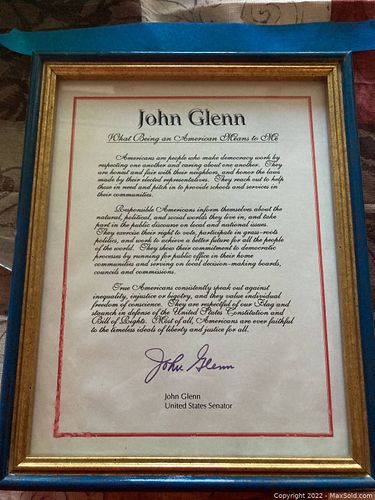 John Glenn
What Being an American Means to Me
Americans are people who make democracy work by
respecting one another and caring about one another. They
are honest and fair with their neighbors, and honor the laws
made by their elected representatives. They reach out to help
those in need and pitch in to provide schools and services in
their communities.
Responsible Americans inform themselves about the
natural, political, and social worlds they live in, and take
part in the public discourse on local and national issues.
They exercise their right to vote, participate in grass-roots
politics, and work to achieve a better future for all the people
of the world. They show their commitment to democratic
processes by running for public office in their home
communities and serving on local decision-making boards,
councils and commissions.
True Americans consistently speak out against
inequality, injustice or bigotry, and they value individual
freedom of conscience. They are respectful of our Flag and
staunch in defense of the United States Constitution and
Bill of Rights. Most of all, Americans are ever faithful
to the timeless ideals of liberty and justice for all.
John Glenn
John Glenn
United States Senator
Copyright 2022 - MaxSold.com